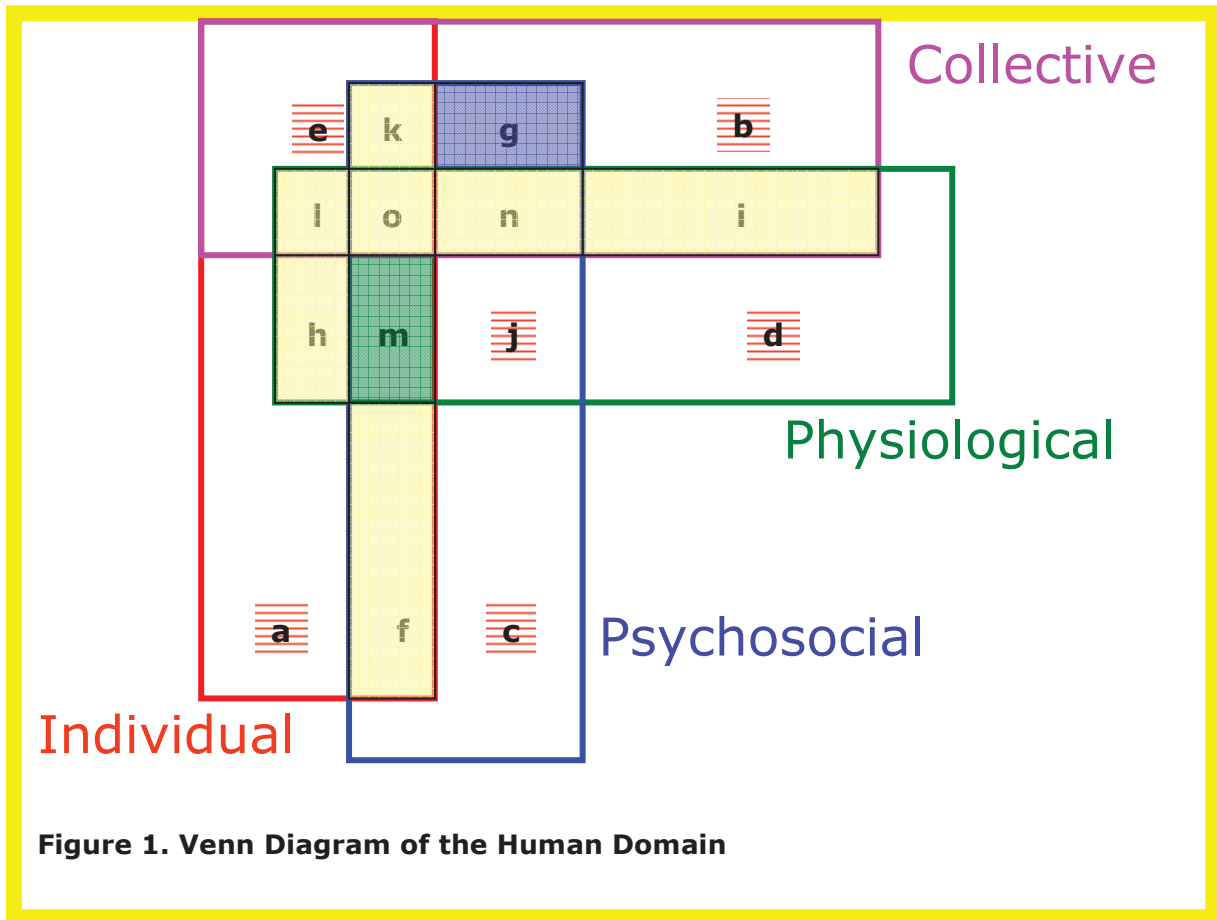 Collective
e k g b
l o n i
h m j d
Physiological
a f c
Psychosocial
Individual
Figure 1. Venn Diagram of the Human Domain